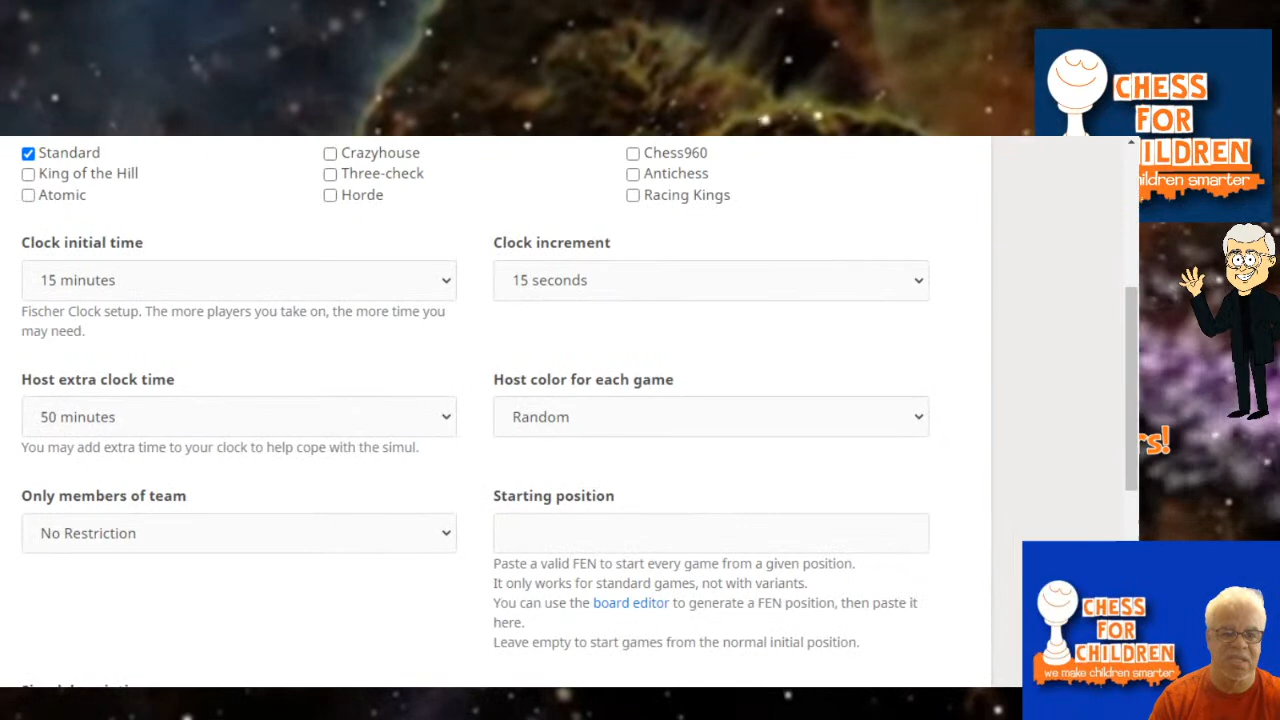 CHESS
FOR
ILDREN
ildren smarter
Standard
Crazyhouse
Chess960
King of the Hill
Three-check
Antichess
Atomic
Horde
Racing Kings
Clock initial time
Clock increment
15 minutes
15 seconds
Fischer Clock setup. The more players you take on, the more time you
may need.
Host extra clock time
Host color for each game
50 minutes
Random
You may add extra time to your clock to help cope with the simul.
rs!
Only members of team
Starting position
No Restriction
Paste a valid FEN to start every game from a given position.
It only works for standard games, not with variants.
You can use the board editor to generate a FEN position, then paste it
here.
Leave empty to start games from the normal initial position.
CHESS
FOR
CHILDREN
we make children smarter